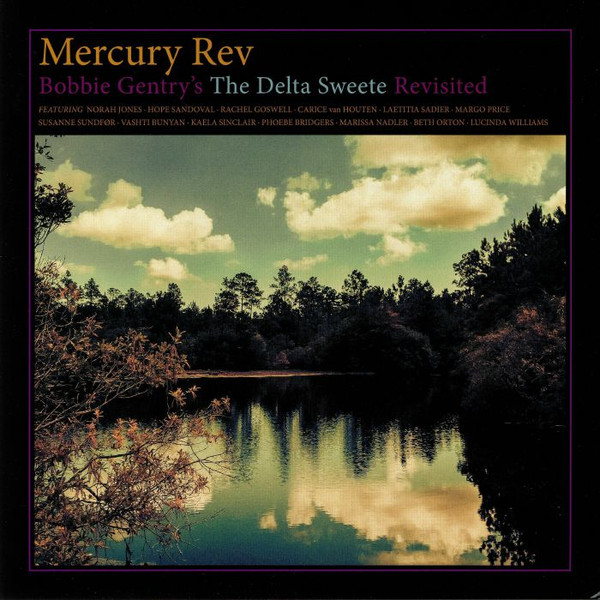 Mercury Rev
Bobbie Gentry's The Delta Sweete Revisited
FEATURING NORAH JONES · HOPE SANDOVAL · RACHEL GOSWELL · CARICE van HOUTEN · LAETITIA SADIER · MARGO PRICE
SUSANNE SUNDFØR · VASHTI BUNYAN · KAELA SINCLAIR · PHOEBE BRIDGERS · MARISSA NADLER · BETH ORTON · LUCINDA WILLIAMS